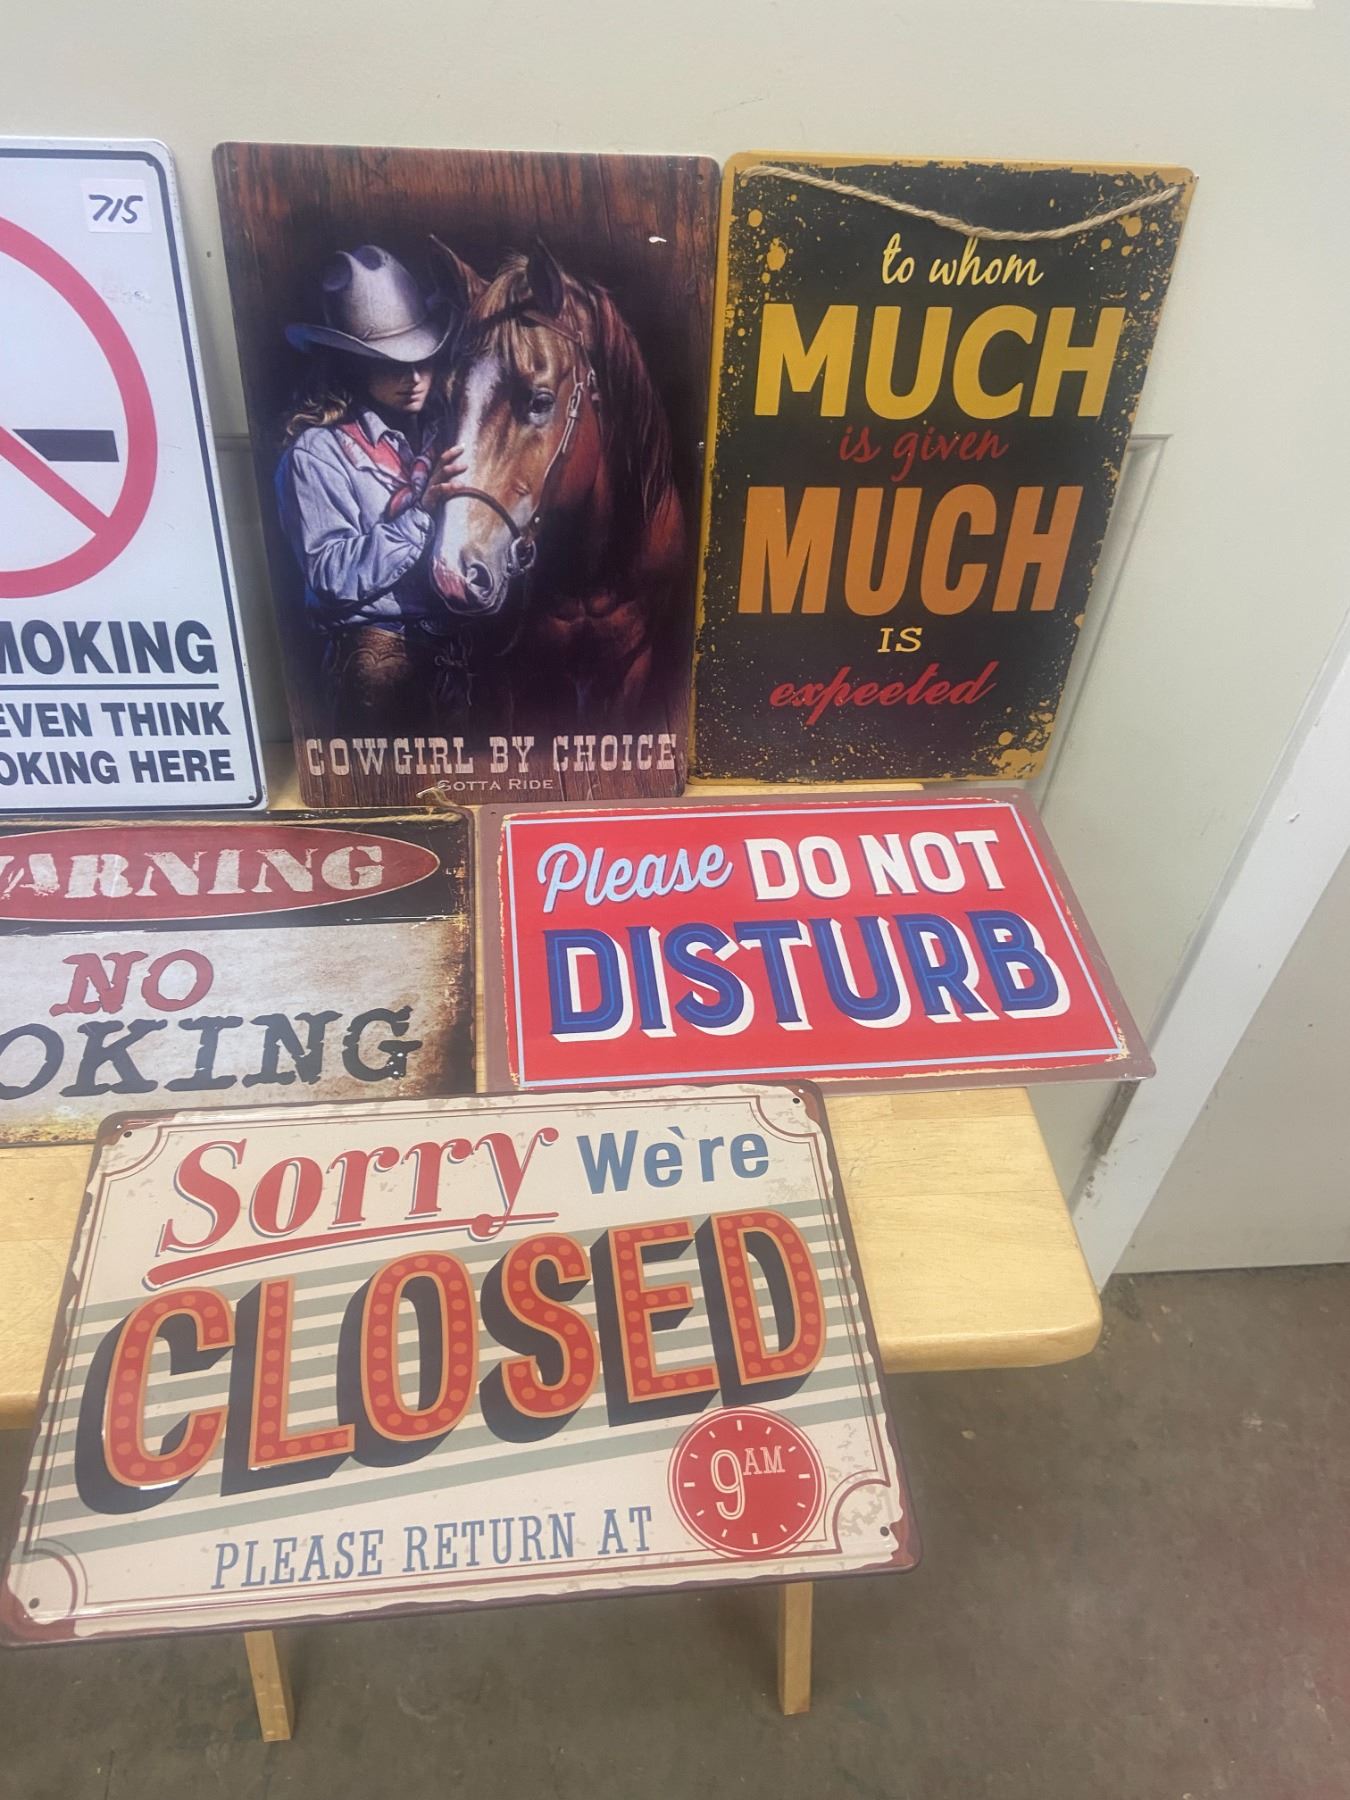 715
MOKING
EVEN THINK
OKING HERE
COWGIRL BY CHOICE
GOTTA RIDE
to whom
MUCH
is given
MUCH
IS
expected
WARNING
NO
OKING
Please DO NOT
DISTURB
Sorry We're
CLOSED
PLEASE RETURN AT
9AM